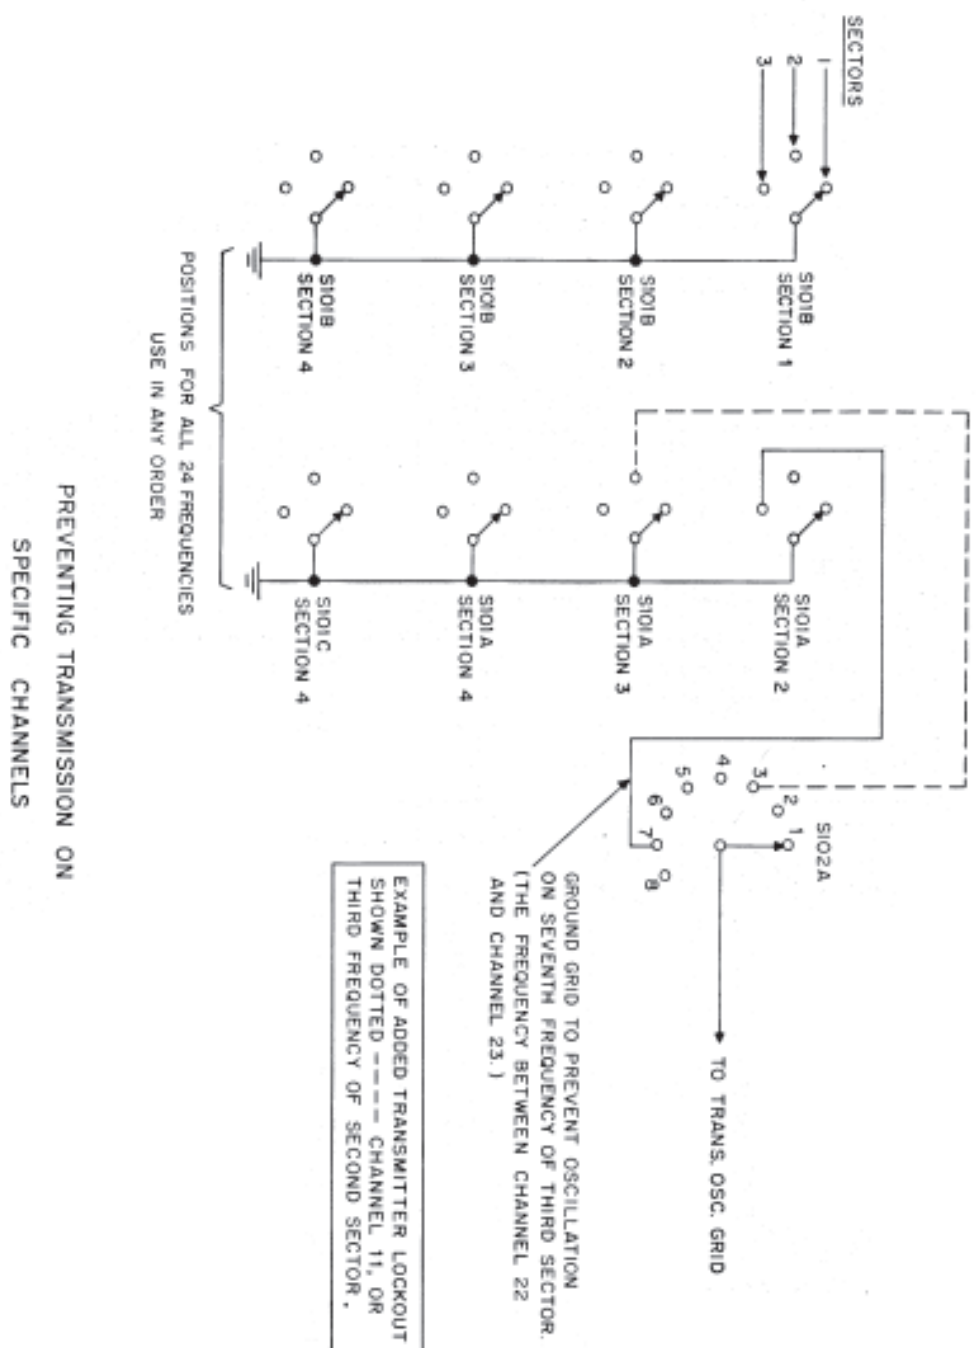 SECTORS
1
2
3
S101B
SECTION 1
S101B
SECTION 2
S101B
SECTION 3
S101B
SECTION 4
S101A
SECTION 2
S101A
SECTION 3
S101A
SECTION 4
S101C
SECTION 4
POSITIONS FOR ALL 24 FREQUENCIES
USE IN ANY ORDER
S102A
1
2
3
4
5
6
7
8
TO TRANS. OSC. GRID
GROUND GRID TO PREVENT OSCILLATION
ON SEVENTH FREQUENCY OF THIRD SECTOR.
(THE FREQUENCY BETWEEN CHANNEL 22
AND CHANNEL 23.)
EXAMPLE OF ADDED TRANSMITTER LOCKOUT
SHOWN DOTTED ---- CHANNEL 11, OR
THIRD FREQUENCY OF SECOND SECTOR.
PREVENTING TRANSMISSION ON
SPECIFIC CHANNELS